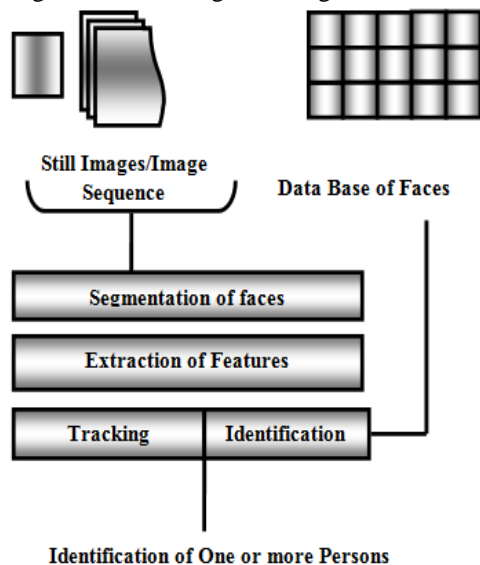 Still Images/Image
Sequence
Data Base of Faces
Segmentation of faces
Extraction of Features
Tracking
Identification
Identification of One or more Persons